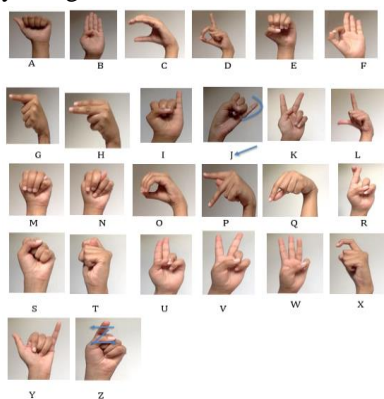 A B C D E F
G H I J K L
M N O P Q R
S T U V W X
Y Z